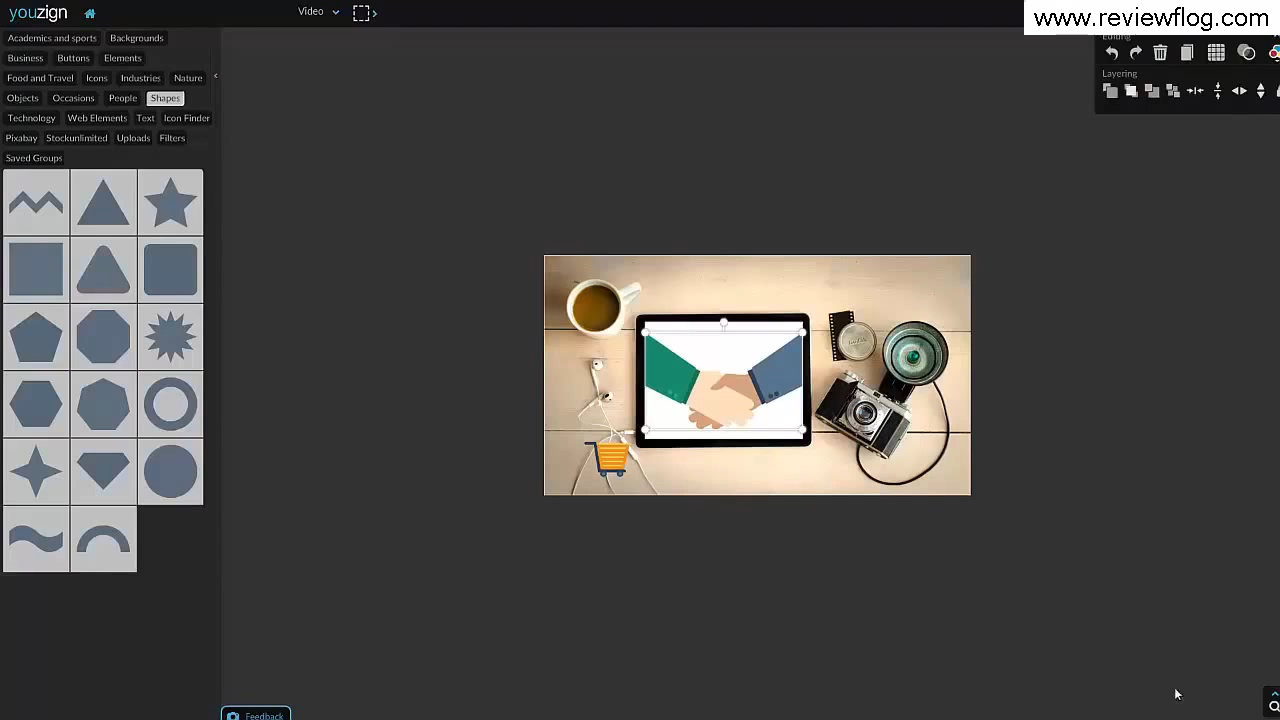 youzign
Video
www.reviewflog.com
Editing
Layering
Academics and sports Backgrounds
Business Buttons Elements
Food and Travel Icons Industries Nature
Objects Occasions People Shapes
Technology Web Elements Text Icon Finder
Pixabay Stockunlimited Uploads Filters
Saved Groups
Feedback